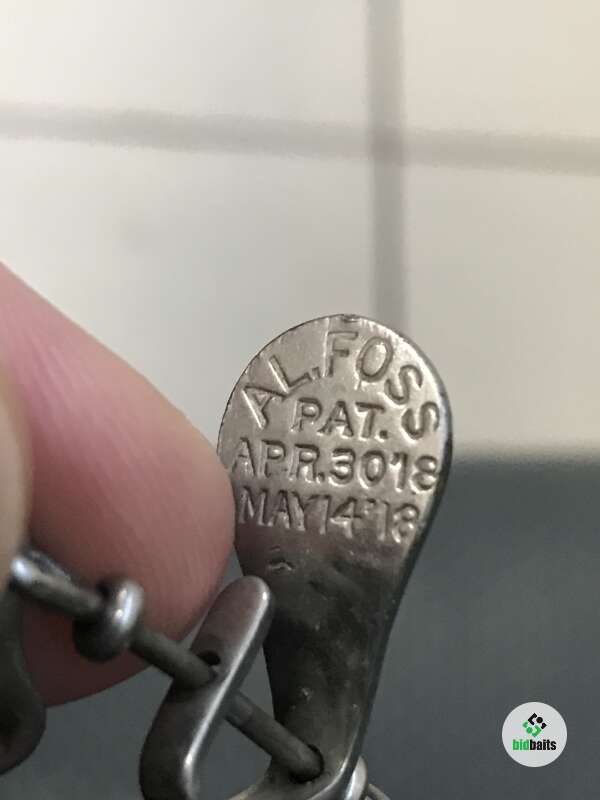 AL.FOSS
PAT.
APR.30'18
MAY14'18
bidbaits